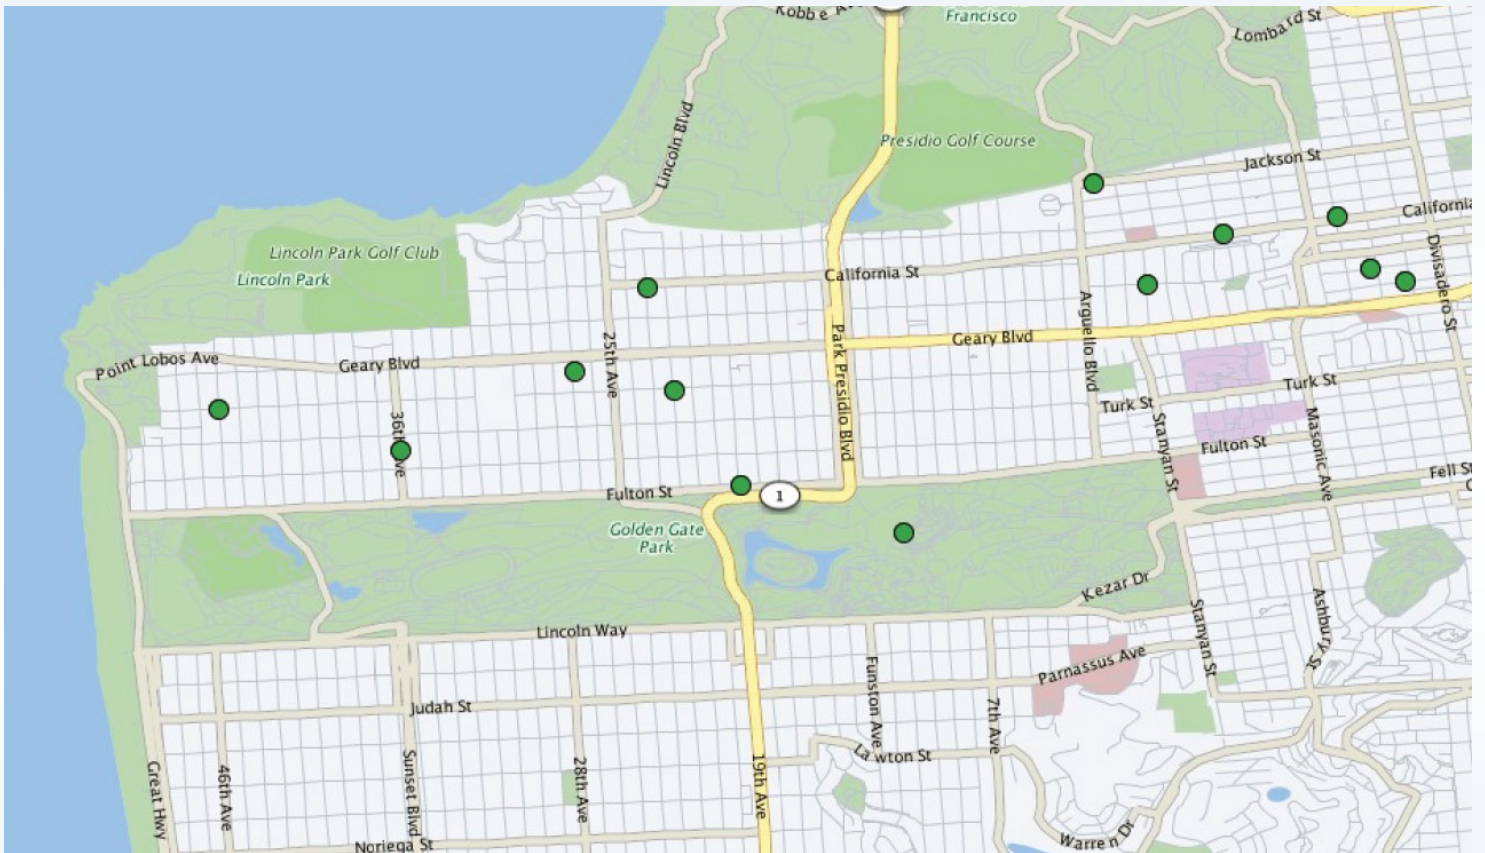 Kobbe Av
Francisco
Lombard St
Lincoln Blvd
Presidio Golf Course
Jackson St
California
Lincoln Park Golf Club
Lincoln Park
California St
Divisadero St
Arguello Blvd
Park Presidio Blvd
25th Ave
Geary Blvd
Point Lobos Ave
Geary Blvd
Turk St
Turk St
36th Ave
Stanyan St
Masonic Ave
Fulton St
Fell St
Fulton St
1
Golden Gate
Park
Kezar Dr
Ashbury St
Stanyan St
Lincoln Way
Parnassus Ave
Funston Ave
7th Ave
Judah St
Lawton St
Great Hwy
46th Ave
Sunset Blvd
28th Ave
19th Ave
Warren Dr
Noriega St